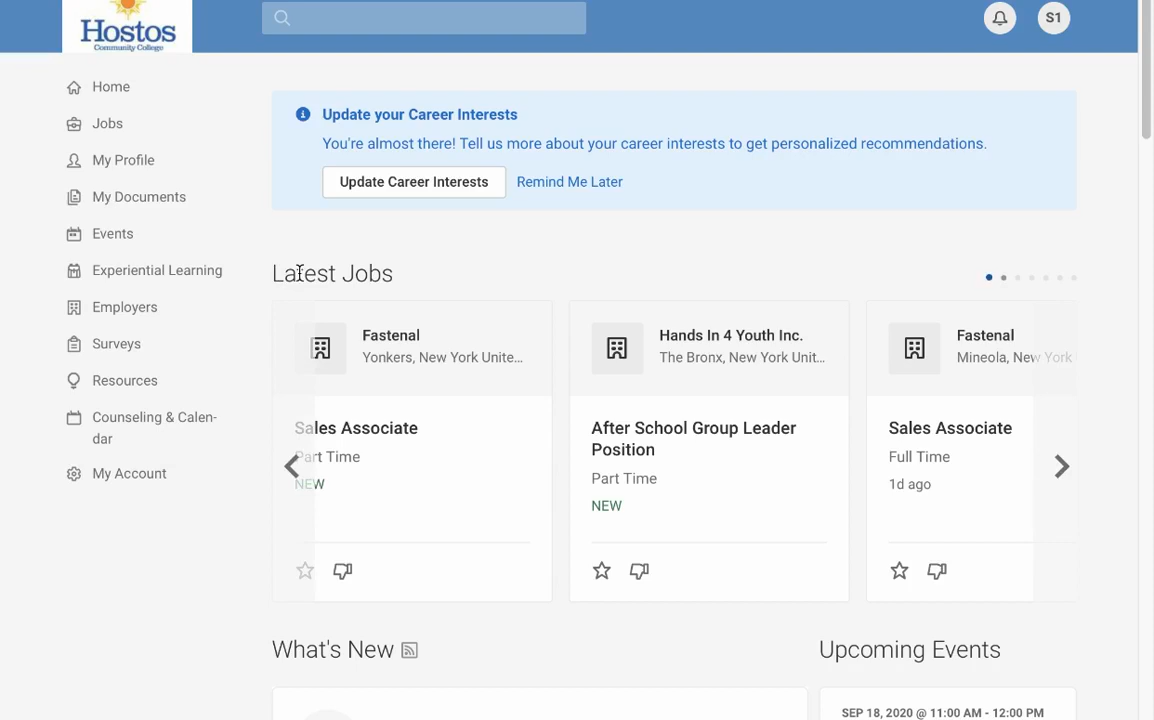 Hostos
Community College
S1
Home
Jobs
My Profile
My Documents
Events
Experiential Learning
Employers
Surveys
Resources
Counseling & Calen-
dar
My Account
Update your Career Interests
You're almost there! Tell us more about your career interests to get personalized recommendations.
Update Career Interests
Remind Me Later
Latest Jobs
Fastenal
Yonkers, New York Unite...
Sales Associate
Part Time
NEW
Hands In 4 Youth Inc.
The Bronx, New York Unit...
After School Group Leader
Position
Part Time
NEW
Fastenal
Mineola, New York
Sales Associate
Full Time
1d ago
What's New
Upcoming Events
SEP 18, 2020 @ 11:00 AM - 12:00 PM